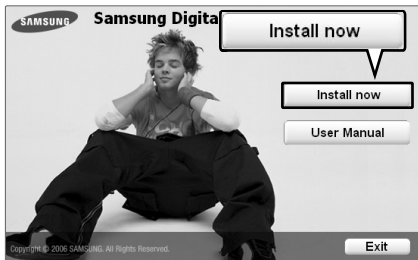 SAMSUNG
Samsung Digita
Install now
Install now
User Manual
Copyright © 2006 SAMSUNG. All Rights Reserved.
Exit